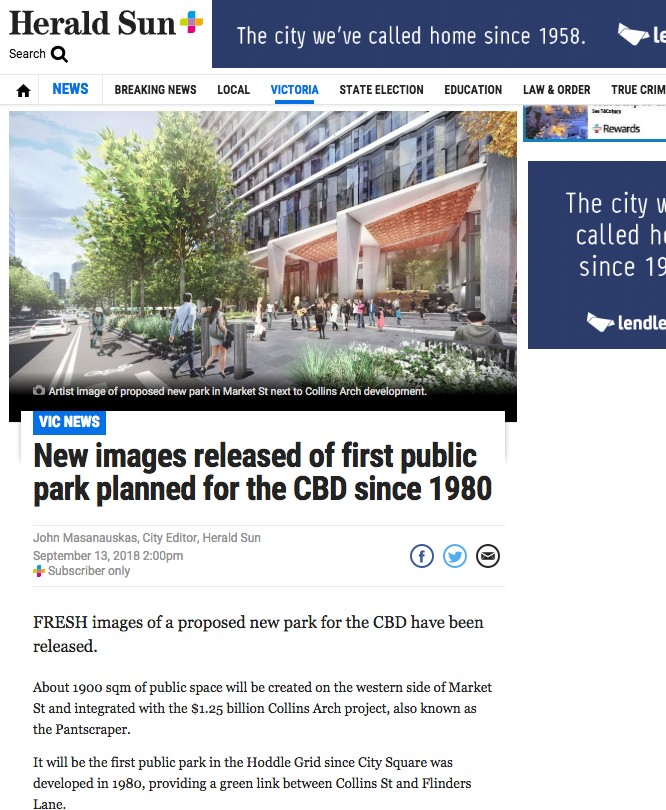 Herald Sun
Search
The city we've called home since 1958.
NEWS
BREAKING NEWS
LOCAL
VICTORIA
STATE ELECTION
EDUCATION
LAW & ORDER
TRUE CRIM
Rewards
The city w
called h
since 19
lendle
Artist image of proposed new park in Market St next to Collins Arch development.
VIC NEWS
New images released of first public
park planned for the CBD since 1980
John Masanauskas, City Editor, Herald Sun
September 13, 2018 2:00pm
Subscriber only
FRESH images of a proposed new park for the CBD have been
released.
About 1900 sqm of public space will be created on the western side of Market
St and integrated with the $1.25 billion Collins Arch project, also known as
the Pantscraper.
It will be the first public park in the Hoddle Grid since City Square was
developed in 1980, providing a green link between Collins St and Flinders
Lane.